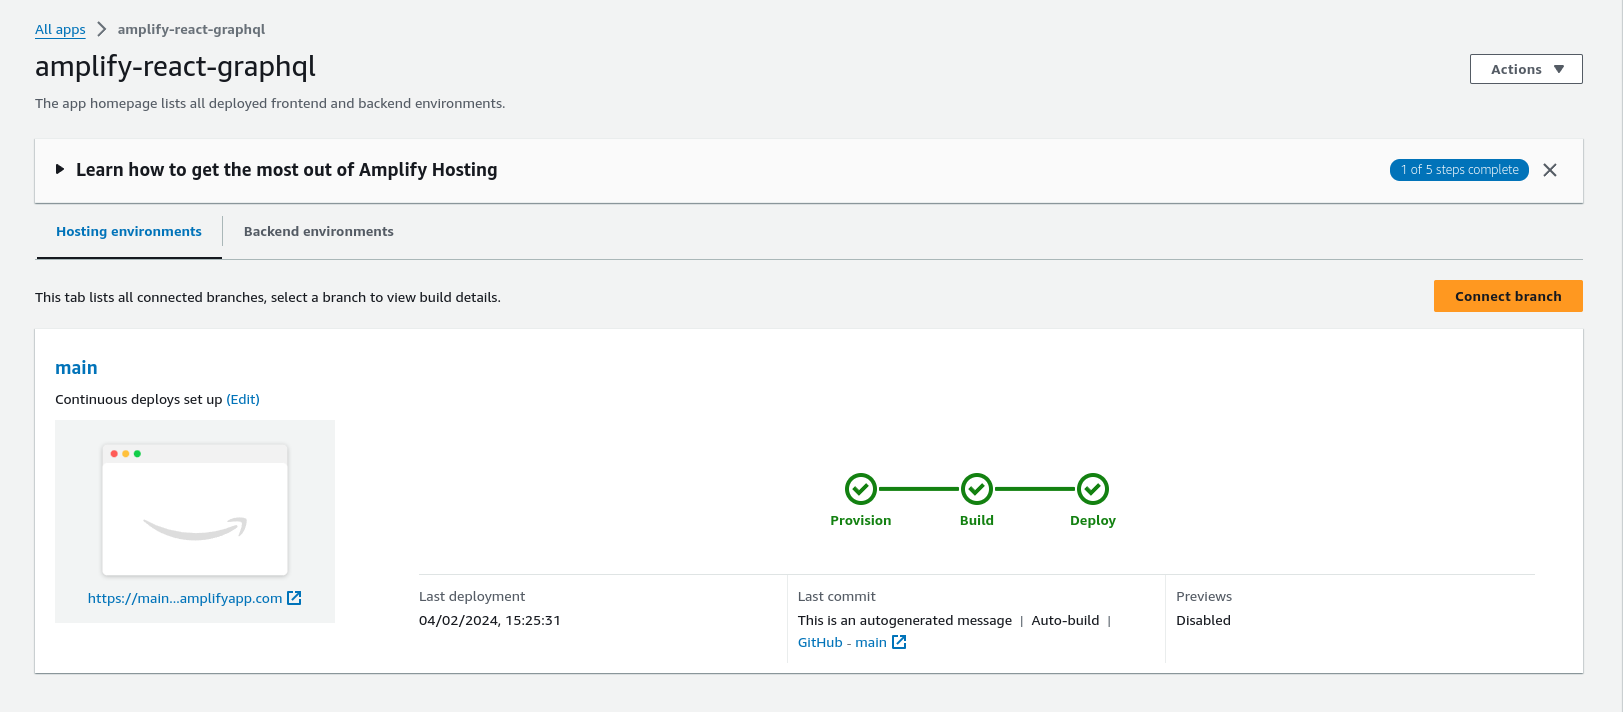 All apps > amplify-react-graphql
amplify-react-graphql
Actions
The app homepage lists all deployed frontend and backend environments.
Learn how to get the most out of Amplify Hosting
1 of 5 steps complete
Hosting environments
Backend environments
This tab lists all connected branches, select a branch to view build details.
Connect branch
main
Continuous deploys set up (Edit)
https://main...amplifyapp.com
Provision
Build
Deploy
Last deployment
04/02/2024, 15:25:31
Last commit
This is an autogenerated message | Auto-build |
GitHub - main
Previews
Disabled